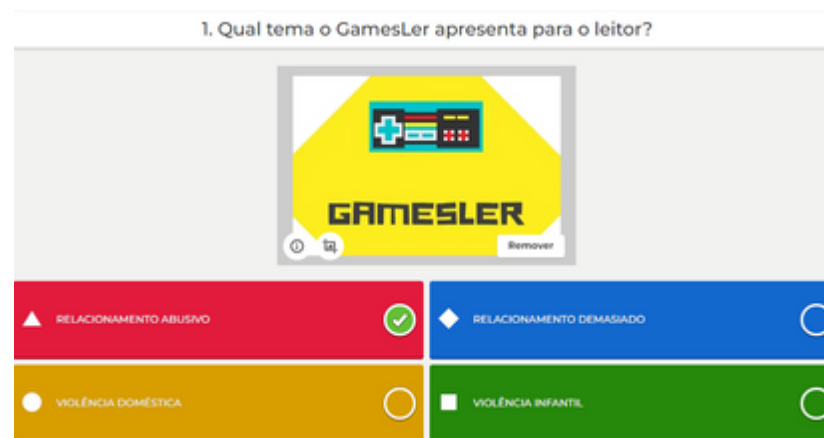 1. Qual tema o GamesLer apresenta para o leitor?
GAMESLER
Remover
RELACIONAMENTO ABUSIVO
RELACIONAMENTO DEMASIADO
VIOLÊNCIA DOMÉSTICA
VIOLÊNCIA INFANTIL